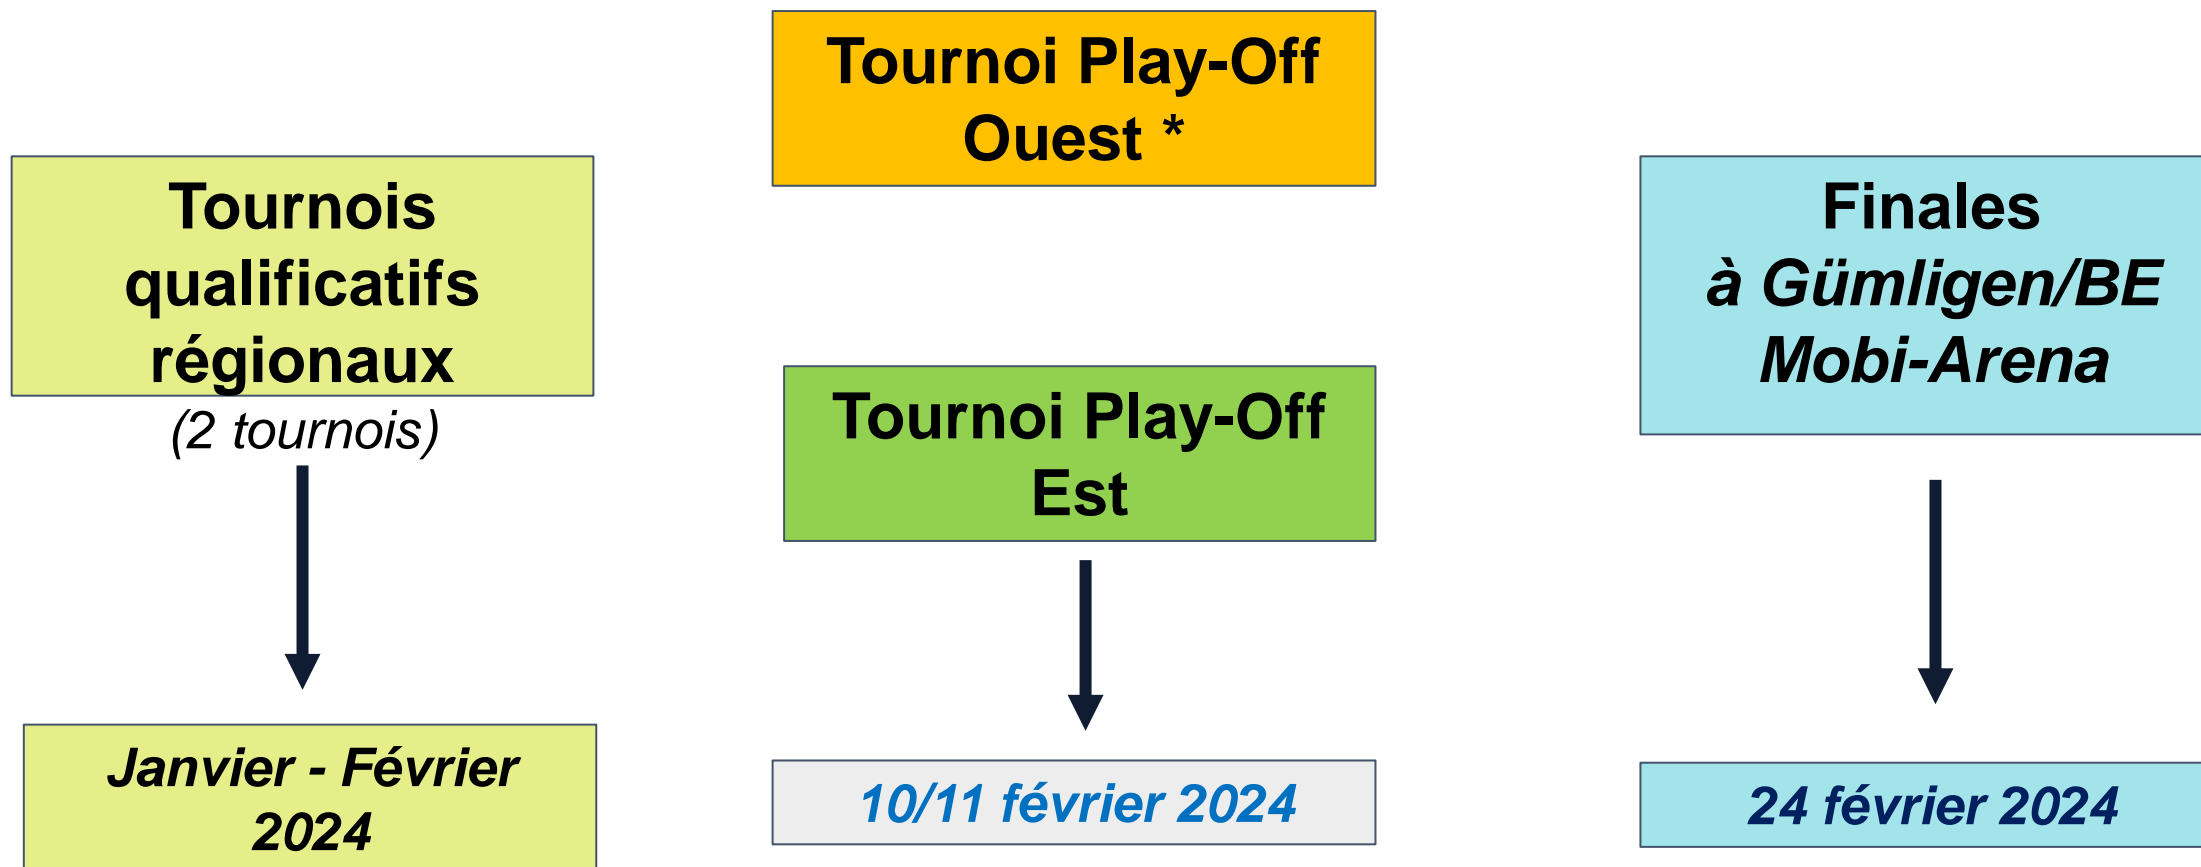 Tournois
qualificatifs
régionaux
(2 tournois)
Janvier - Février
2024
Tournoi Play-Off
Ouest *
Tournoi Play-Off
Est
10/11 février 2024
Finales
à Gümligen/BE
Mobi-Arena
24 février 2024